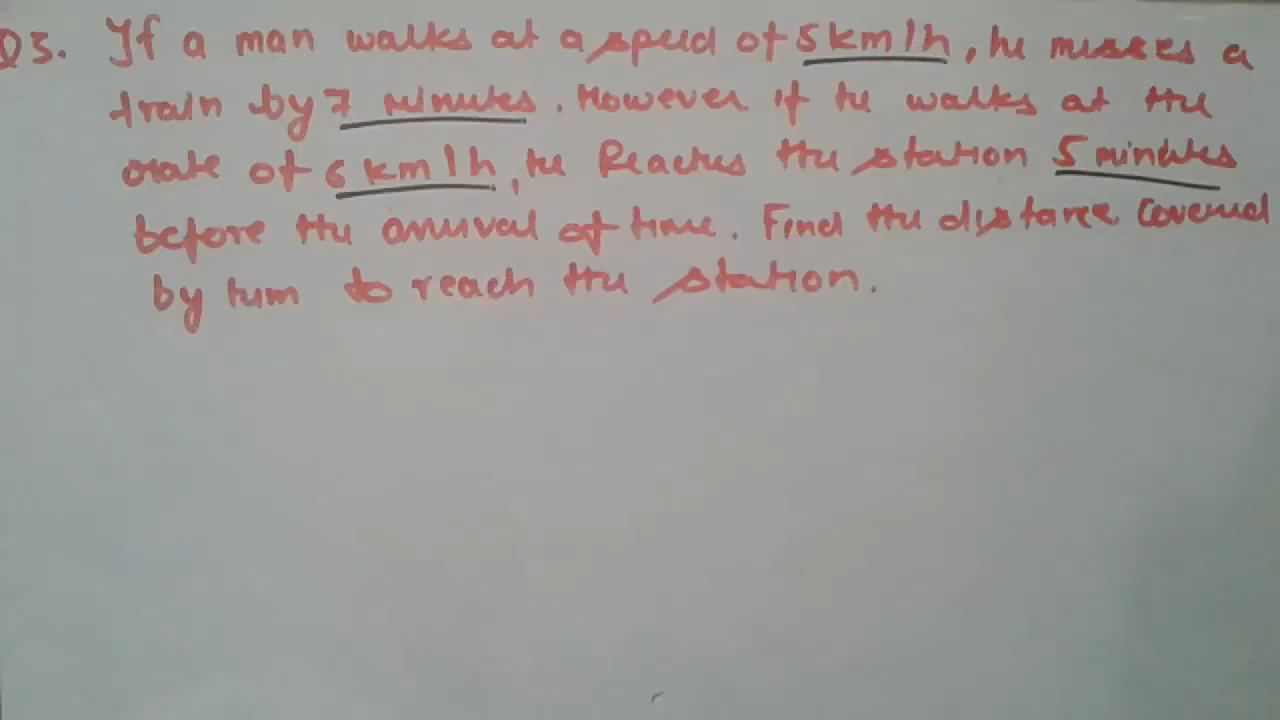 Q3. If a man walks at a speed of 5 km/h, he misses a
train by 7 minutes. However if he walks at the
rate of 6 km/h, he Reaches the station 5 minutes
before the arrival of time. Find the distance covered
by him to reach the station.